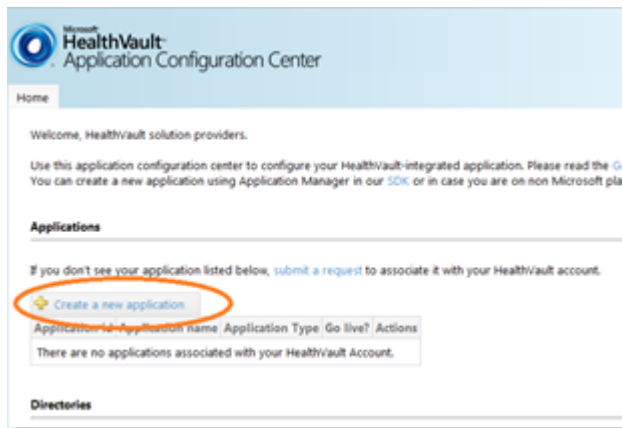 Microsoft
HealthVault
Application Configuration Center
Home
Welcome, HealthVault solution providers.
Use this application configuration center to configure your HealthVault-integrated application. Please read the G
You can create a new application using Application Manager in our SDK or in case you are on non Microsoft pla
Applications
If you don't see your application listed below, submit a request to associate it with your HealthVault account.
Create a new application
Application Id Application name Application Type Go live? Actions
There are no applications associated with your HealthVault Account.
Directories